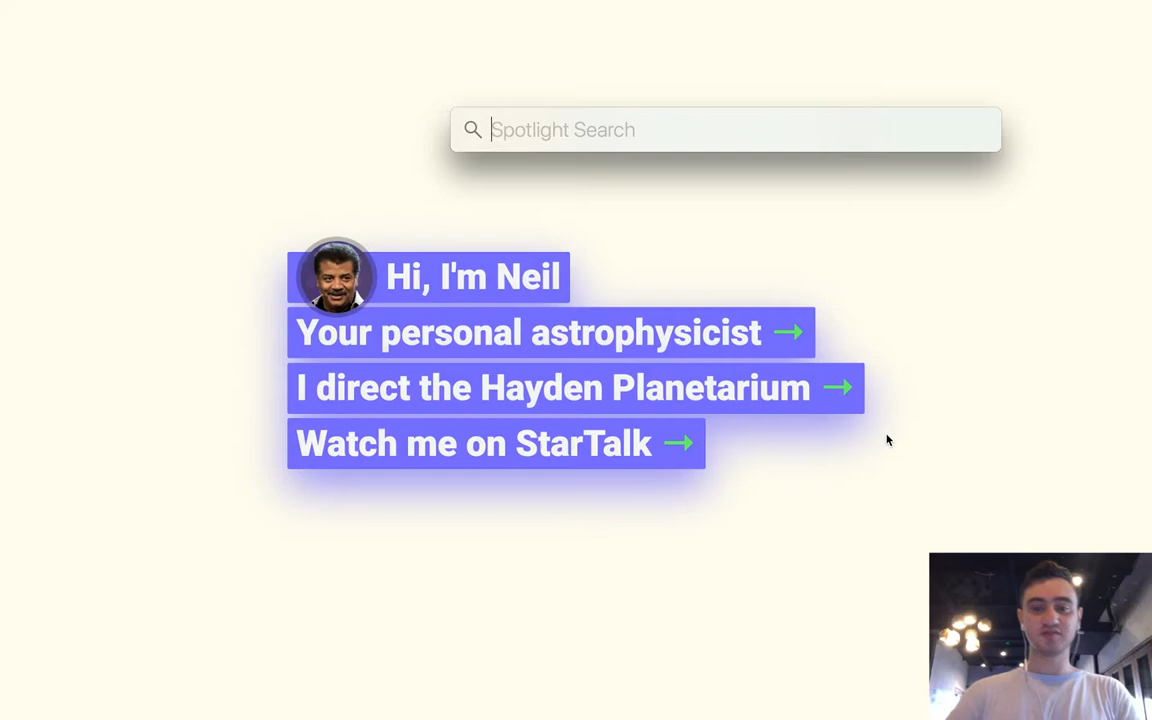 Spotlight Search
Hi, I'm Neil
Your personal astrophysicist →
I direct the Hayden Planetarium →
Watch me on StarTalk →